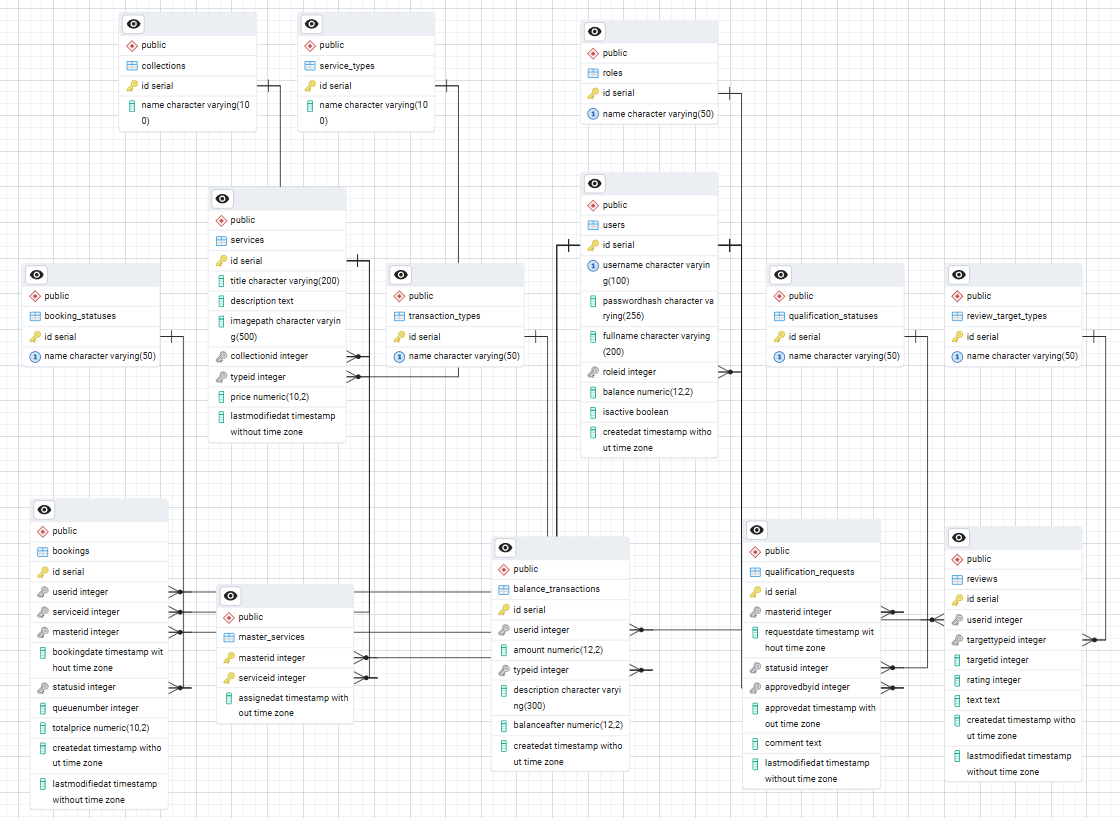 public
collections
id serial
name character varying(10
0)
public
service_types
id serial
name character varying(10
0)
public
roles
id serial
1 name character varying(50)
public
services
id serial
title character varying(200)
description text
imagepath character varyin
g(500)
collectionid integer
typeid integer
price numeric(10,2)
lastmodifiedat timestamp
without time zone
public
users
id serial
1 username character varyin
g(100)
passwordhash character va
rying(256)
fullname character varying
(200)
roleid integer
balance numeric(12,2)
isactive boolean
createdat timestamp witho
ut time zone
public
booking_statuses
id serial
1 name character varying(50)
public
transaction_types
id serial
1 name character varying(50)
public
qualification_statuses
id serial
1 name character varying(50)
public
review_target_types
id serial
1 name character varying(50)
public
bookings
id serial
userid integer
serviceid integer
masterid integer
bookingdate timestamp wit
hout time zone
statusid integer
queuenumber integer
totalprice numeric(10,2)
createdat timestamp witho
ut time zone
lastmodifiedat timestamp
without time zone
public
master_services
masterid integer
serviceid integer
assignedat timestamp with
out time zone
public
balance_transactions
id serial
userid integer
amount numeric(12,2)
typeid integer
description character varyi
ng(300)
balanceafter numeric(12,2)
createdat timestamp witho
ut time zone
public
qualification_requests
id serial
masterid integer
requestdate timestamp wit
hout time zone
statusid integer
approvedbyid integer
approvedat timestamp with
out time zone
comment text
lastmodifiedat timestamp
without time zone
public
reviews
id serial
userid integer
targettypeid integer
targetid integer
rating integer
text text
createdat timestamp witho
ut time zone
lastmodifiedat timestamp
without time zone